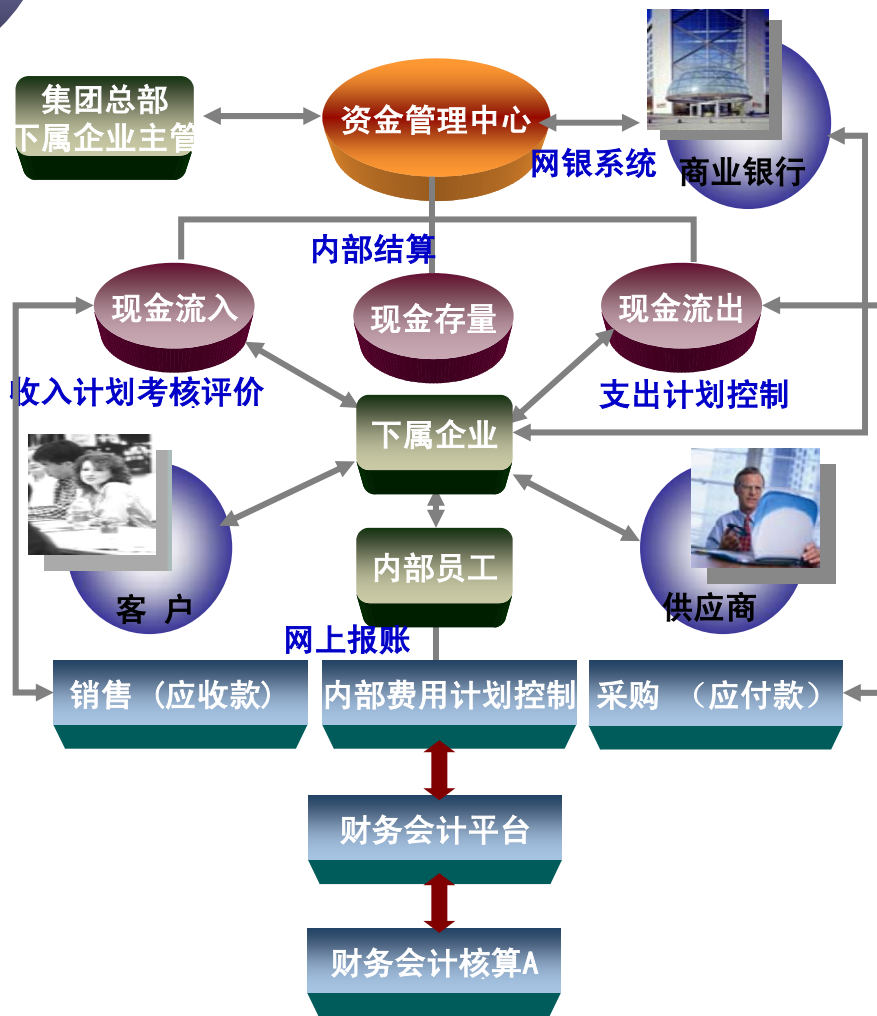 集团总部
下属企业主管
资金管理中心
网银系统
商业银行
内部结算
现金流入
现金存量
现金流出
收入计划考核评价
支出计划控制
下属企业
内部员工
客 户
供应商
网上报账
销售（应收款）
内部费用计划控制
采购 （应付款）
财务会计平台
财务会计核算A